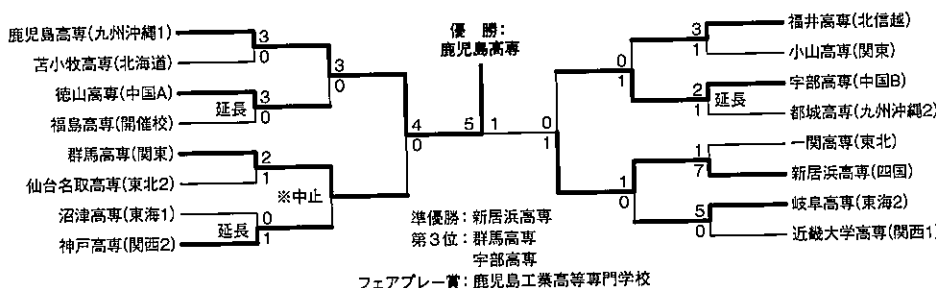 鹿児島高専(九州沖縄1)
3
0
苫小牧高専(北海道)
3
0
徳山高専(中国A)
延長
3
0
福島高専(開催校)
4
0
群馬高専(関東)
2
1
仙台名取高専(東北2)
※中止
沼津高専(東海1)
延長
0
1
神戸高専(関西2)
優 勝:
鹿児島高専
5 1
福井高専(北信越)
3
1
小山高専(関東)
0
1
宇部高専(中国B)
2
1
延長
都城高専(九州沖縄2)
0
1
一関高専(東北)
1
7
新居浜高専(四国)
1
0
岐阜高専(東海2)
5
0
近畿大学高専(関西1)
準優勝:新居浜高専
第3位:群馬高専
宇部高専
フェアプレー賞:鹿児島工業高等専門学校